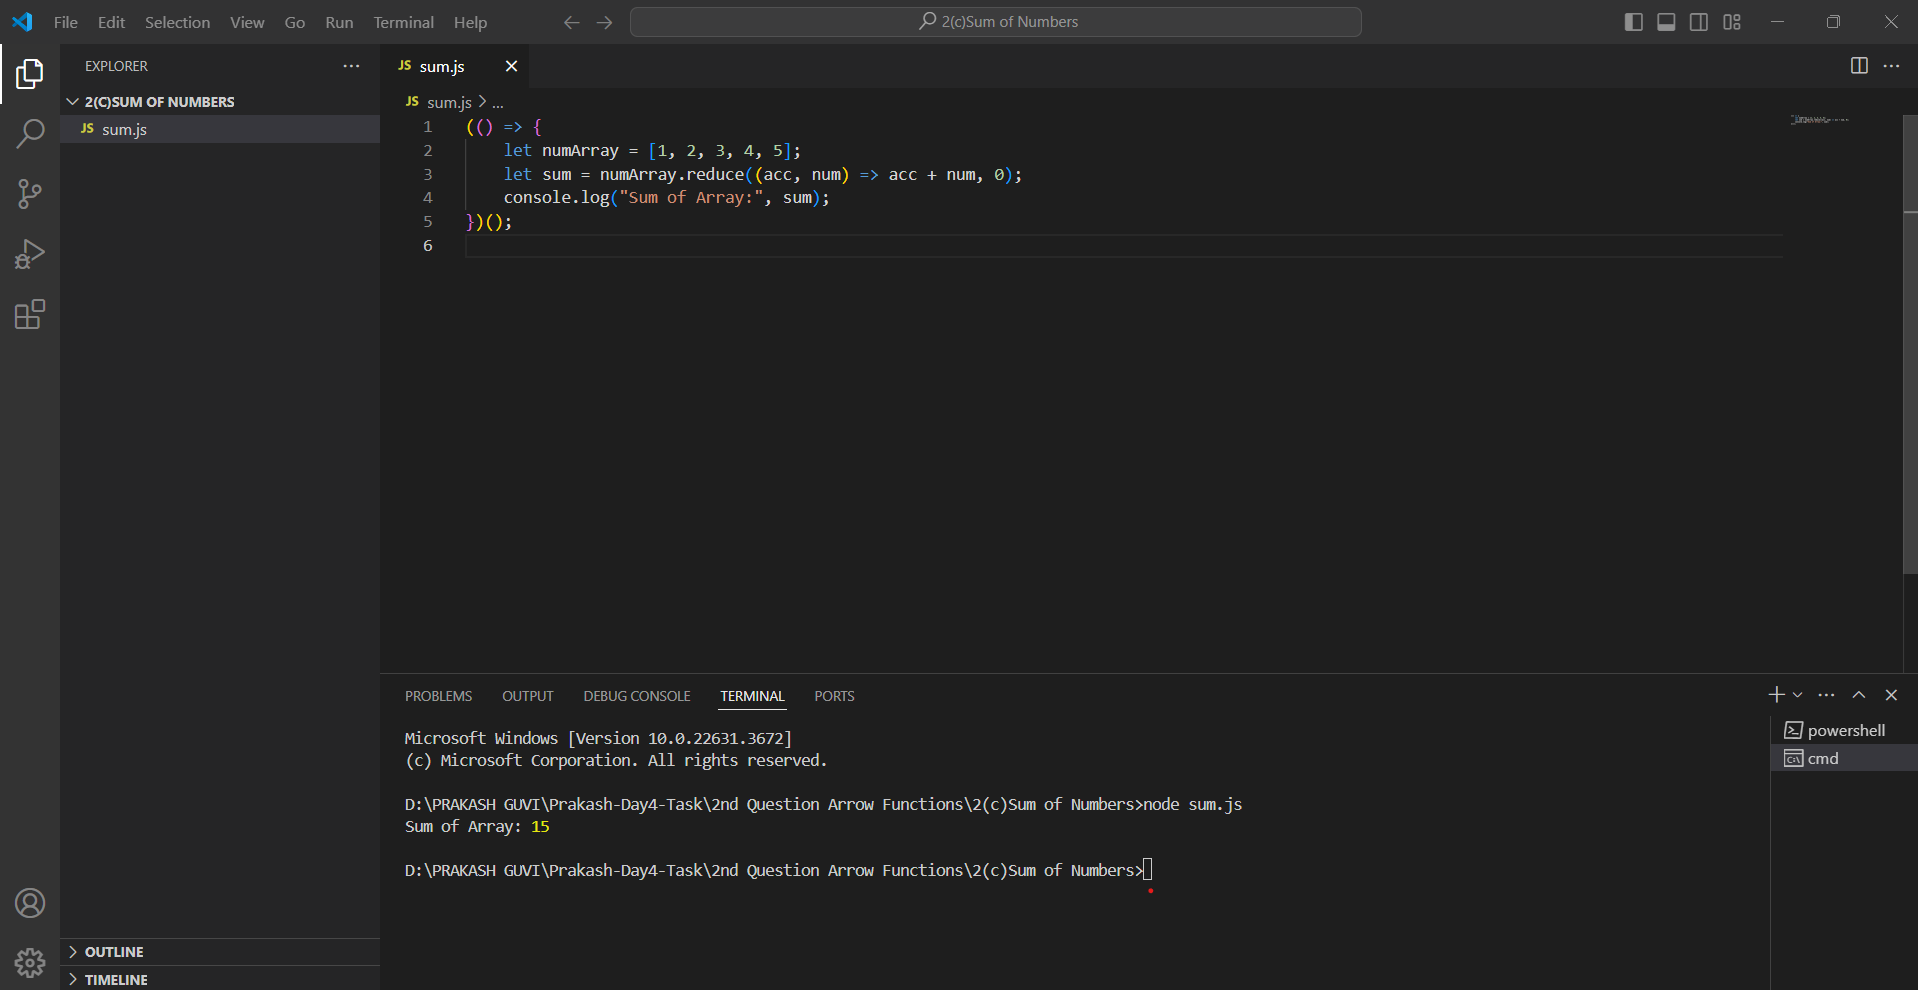 File Edit Selection View Go Run Terminal Help
2(c)Sum of Numbers
EXPLORER
2(C)SUM OF NUMBERS
JS sum.js
JS sum.js
JS sum.js > ...
1 (() => {
2 let numArray = [1, 2, 3, 4, 5];
3 let sum = numArray.reduce((acc, num) => acc + num, 0);
4 console.log("Sum of Array:", sum);
5 })();
6
PROBLEMS OUTPUT DEBUG CONSOLE TERMINAL PORTS
Microsoft Windows [Version 10.0.22631.3672]
(c) Microsoft Corporation. All rights reserved.
D:\PRAKASH GUVI\Prakash-Day4-Task\2nd Question Arrow Functions\2(c)Sum of Numbers>node sum.js
Sum of Array: 15
D:\PRAKASH GUVI\Prakash-Day4-Task\2nd Question Arrow Functions\2(c)Sum of Numbers>
powershell
cmd
OUTLINE
TIMELINE